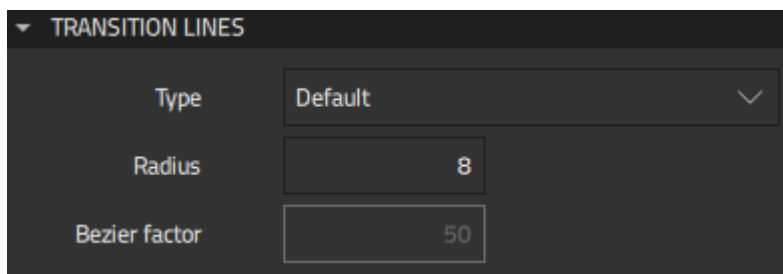 TRANSITION LINES
Type Default
Radius 8
Bezier factor 50